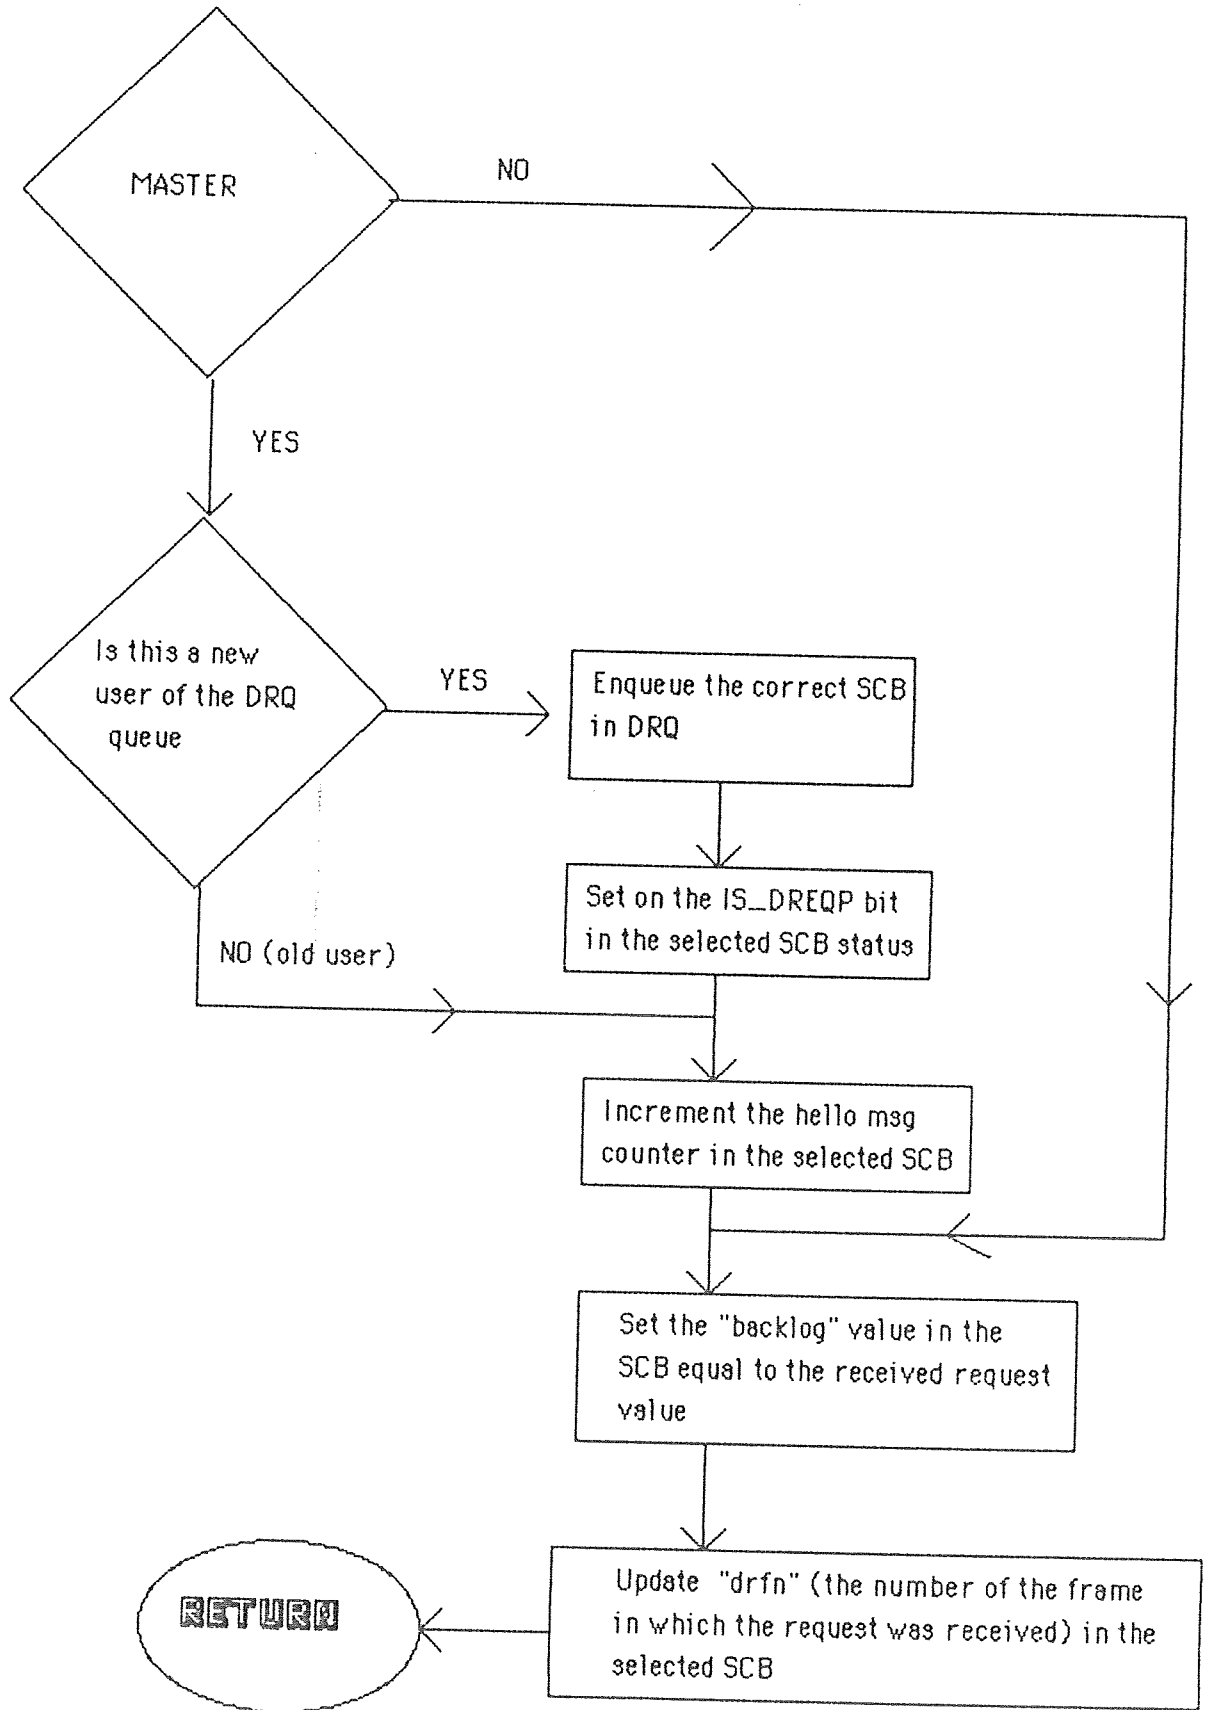 MASTER
NO
YES
Is this a new
user of the DRQ
queue
YES
Enqueue the correct SCB
in DRQ
Set on the IS_DREQP bit
in the selected SCB status
NO (old user)
Increment the hello msg
counter in the selected SCB
Set the "backlog" value in the
SCB equal to the received request
value
Update "drfn" (the number of the frame
in which the request was received) in the
selected SCB
RETURN